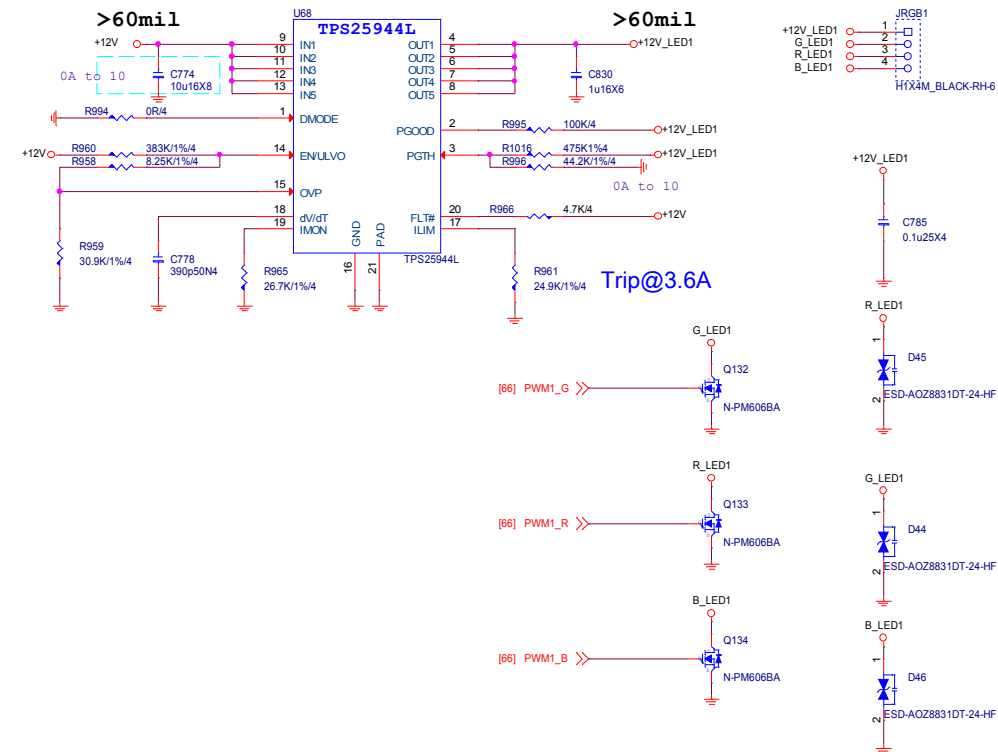 >60mil
U68
TPS25944L
>60mil
+12V
9 IN1
10 IN2
11 IN3
12 IN4
13 IN5
0A to 10
C774
10u16X8
R994 0R/4 1 DMODE
+12V
R960 383K/1%/4 14 EN/ULVO
R958 8.25K/1%/4
15 OVP
18 dV/dT
19 IMON
R959
30.9K/1%/4
C778
390p50N4
R965
26.7K/1%/4
GND
16
PAD
21
OUT1 4
OUT2 5
OUT3 6
OUT4 7
OUT5 8
+12V_LED1
C830
1u16X6
PGOOD 2 R995 100K/4 +12V_LED1
PGTH 3 R1016 475K1%/4 +12V_LED1
R996 44.2K/1%/4
0A to 10
FLT# 20 R966 4.7K/4 +12V
ILIM 17
TPS25944L
R961
24.9K/1%/4
Trip@3.6A
JRGB1
+12V_LED1 1
G_LED1 2
R_LED1 3
B_LED1 4
H1X4M_BLACK-RH-6
+12V_LED1
C785
0.1u25X4
R_LED1
1
D45
ESD-AOZ8831DT-24-HF
2
G_LED1
Q132
[66] PWM1_G
N-PM606BA
R_LED1
Q133
[66] PWM1_R
N-PM606BA
G_LED1
1
D44
ESD-AOZ8831DT-24-HF
2
B_LED1
Q134
[66] PWM1_B
N-PM606BA
B_LED1
1
D46
ESD-AOZ8831DT-24-HF
2